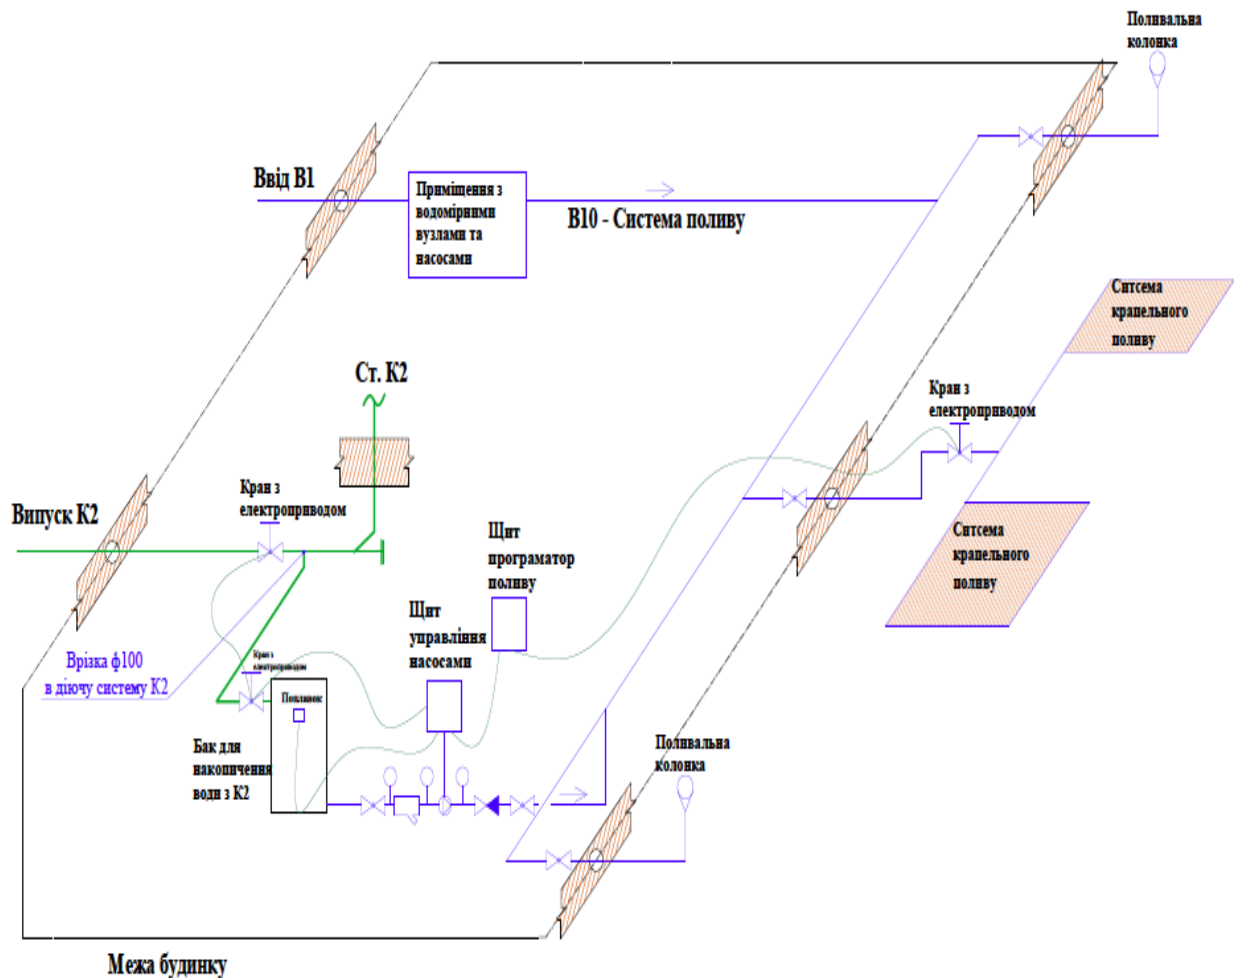 Поливальна
колонка
Ввід В1
Приміщення з
водомірними
вузлами та
насосами
В10 - Система поливу
Ситсема
крапельного
поливу
Ст. К2
Кран з
електроприводом
Кран з
електроприводом
Випуск К2
Щит
програматор
поливу
Ситсема
крапельного
поливу
Щит
управління
насосами
Врізка ф100
в діючу систему К2
Кран з
електроприводом
Поплавок
Бак для
накопичення
води з К2
Поливальна
колонка
Межа будинку